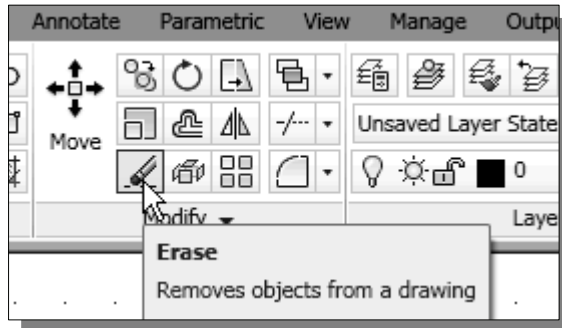 Annotate Parametric View Manage Outpu
Move
Unsaved Layer State
0
Modify Laye
Erase
Removes objects from a drawing